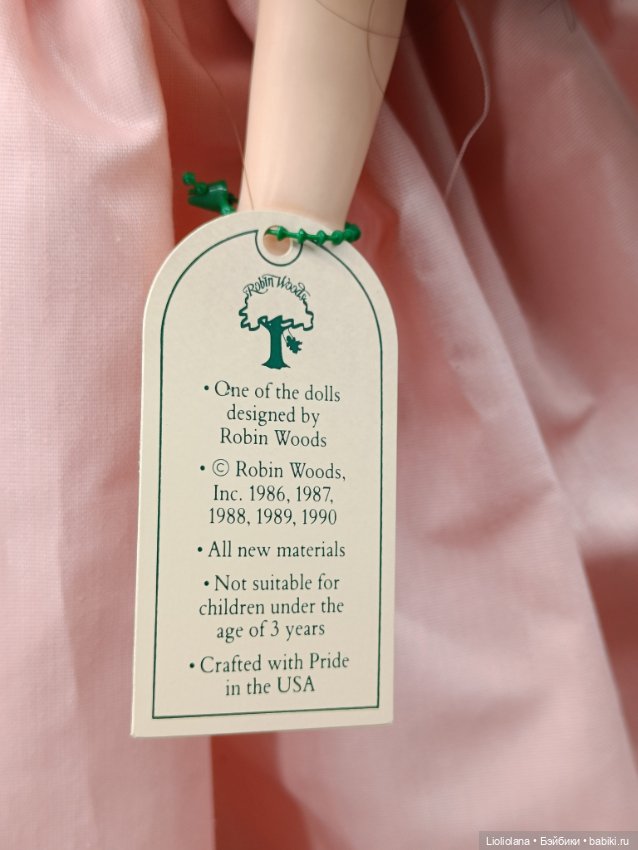 Robin Woods
• One of the dolls
designed by
Robin Woods
• © Robin Woods,
Inc. 1986, 1987,
1988, 1989, 1990
• All new materials
• Not suitable for
children under the
age of 3 years
• Crafted with Pride
in the USA
Lioliolana • Бэйбики • babiki.ru